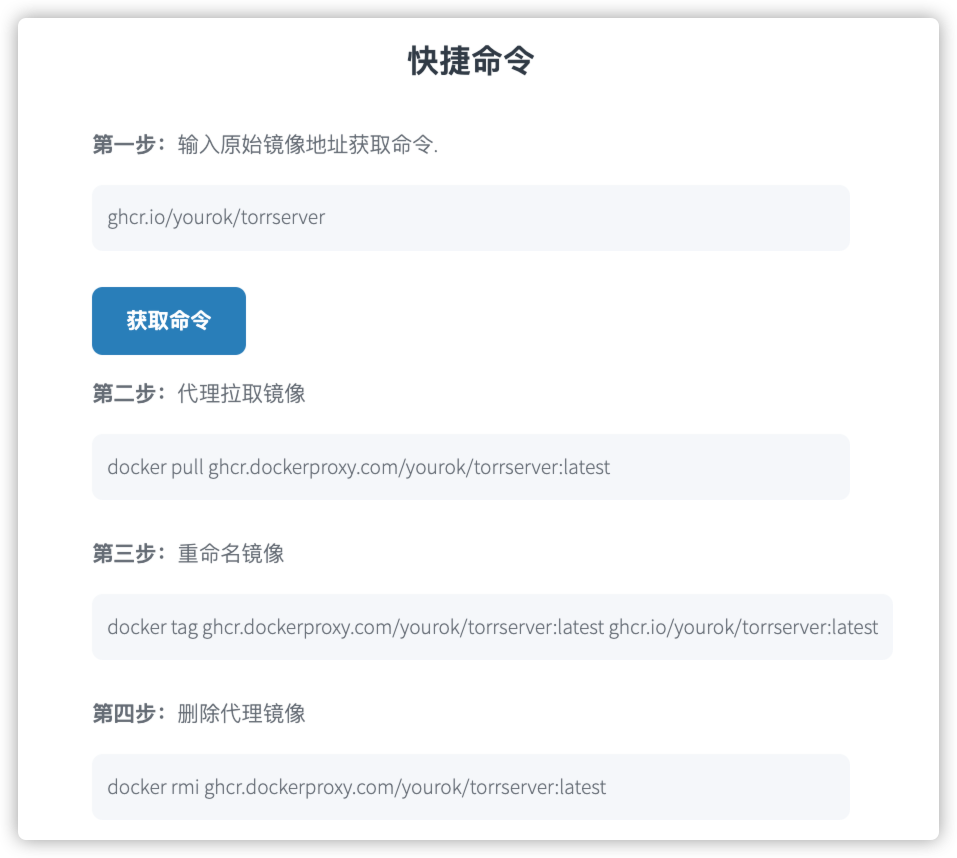 快捷命令
第一步：输入原始镜像地址获取命令.
ghcr.io/yourok/torrserver
获取命令
第二步：代理拉取镜像
docker pull ghcr.dockerproxy.com/yourok/torrserver:latest
第三步：重命名镜像
docker tag ghcr.dockerproxy.com/yourok/torrserver:latest ghcr.io/yourok/torrserver:latest
第四步：删除代理镜像
docker rmi ghcr.dockerproxy.com/yourok/torrserver:latest